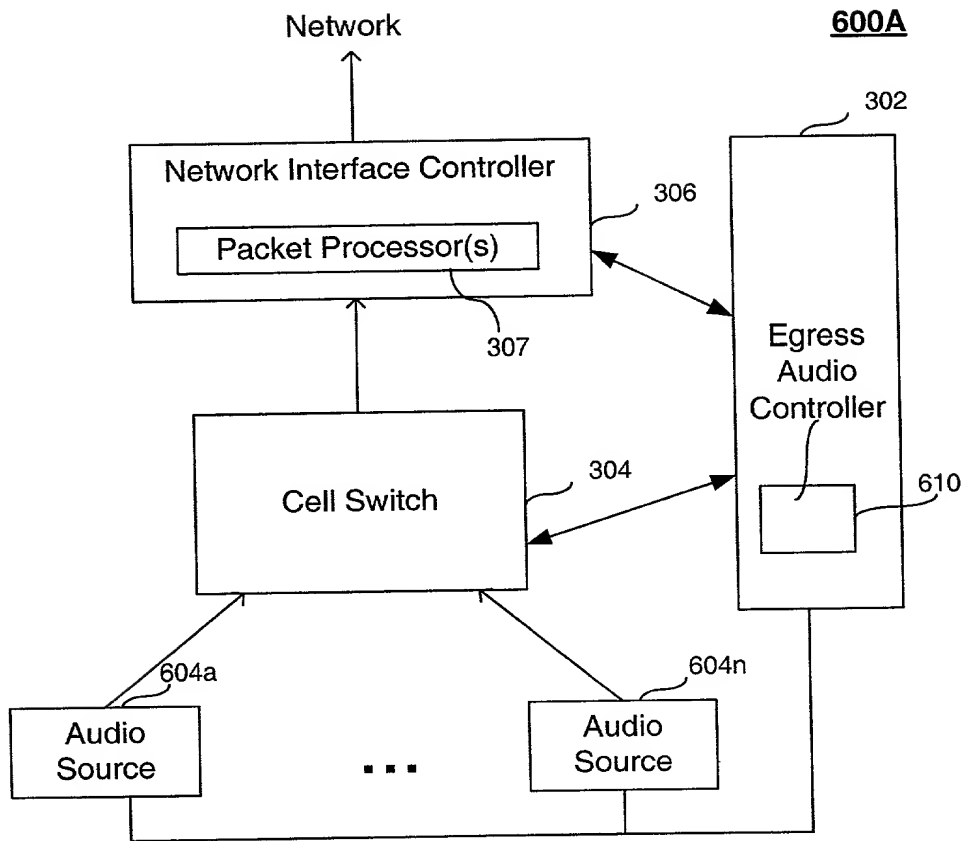 Network
600A
302
Network Interface Controller
306
Packet Processor(s)
307
Egress
Audio
Controller
304
Cell Switch
610
604a
604n
Audio
Source
...
Audio
Source